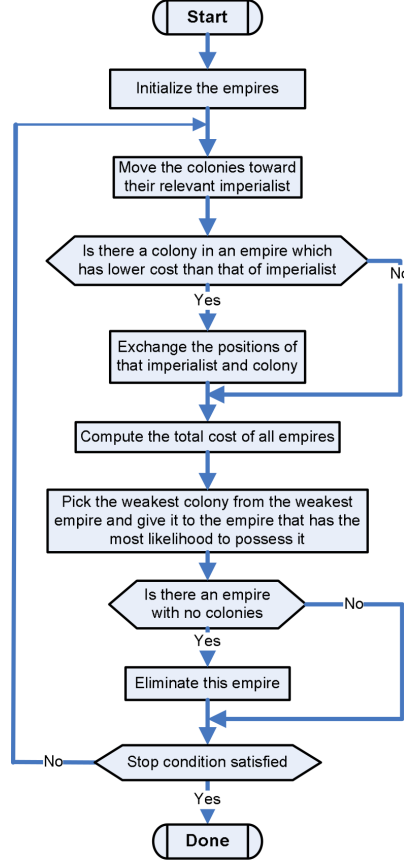 Start
Initialize the empires
Move the colonies toward
their relevant imperialist
Is there a colony in an empire which
has lower cost than that of imperialist
No
Yes
Exchange the positions of
that imperialist and colony
Compute the total cost of all empires
Pick the weakest colony from the weakest
empire and give it to the empire that has the
most likelihood to possess it
Is there an empire
with no colonies
No
Yes
Eliminate this empire
Stop condition satisfied
No
Yes
Done